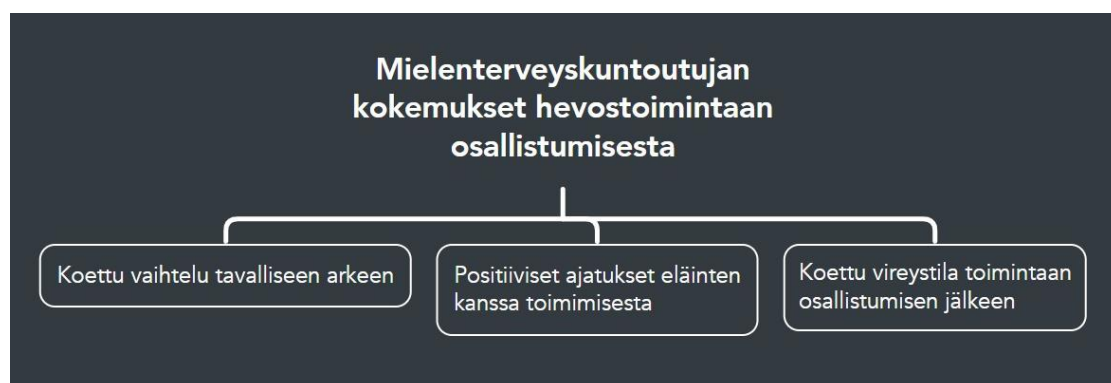 Mielenterveyskuntoutujan
kokemukset hevostoimintaan
osallistumisesta
Koettu vaihtelu tavalliseen arkeen
Positiiviset ajatukset eläinten
kanssa toimimisesta
Koettu vireystila toimintaan
osallistumisen jälkeen